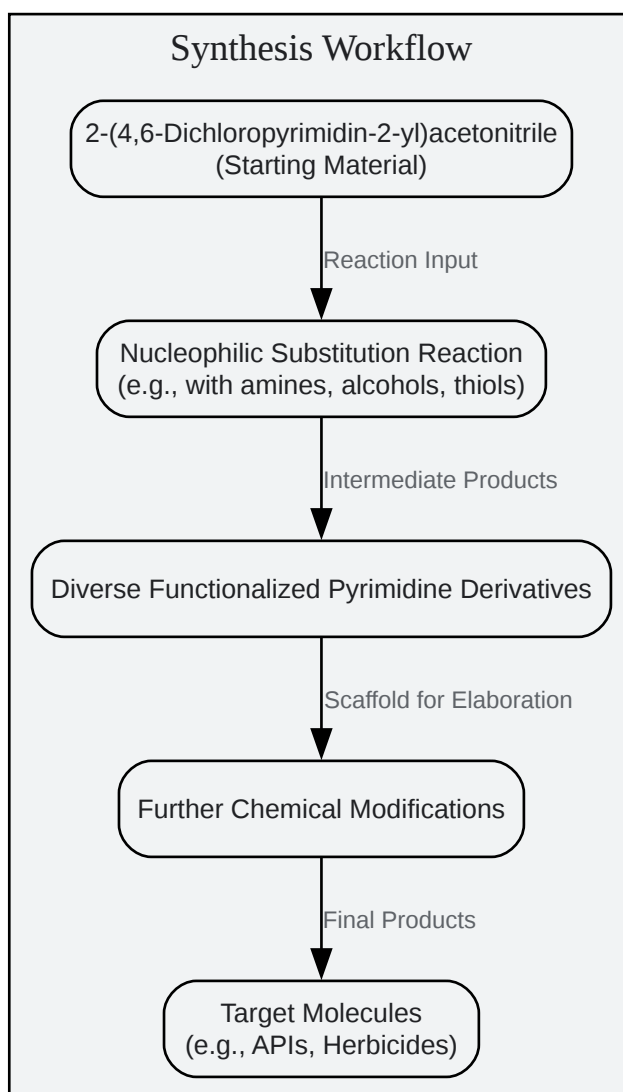 Synthesis Workflow
2-(4,6-Dichloropyrimidin-2-yl)acetonitrile
(Starting Material)
Reaction Input
Nucleophilic Substitution Reaction
(e.g., with amines, alcohols, thiols)
Intermediate Products
Diverse Functionalized Pyrimidine Derivatives
Scaffold for Elaboration
Further Chemical Modifications
Final Products
Target Molecules
(e.g., APIs, Herbicides)